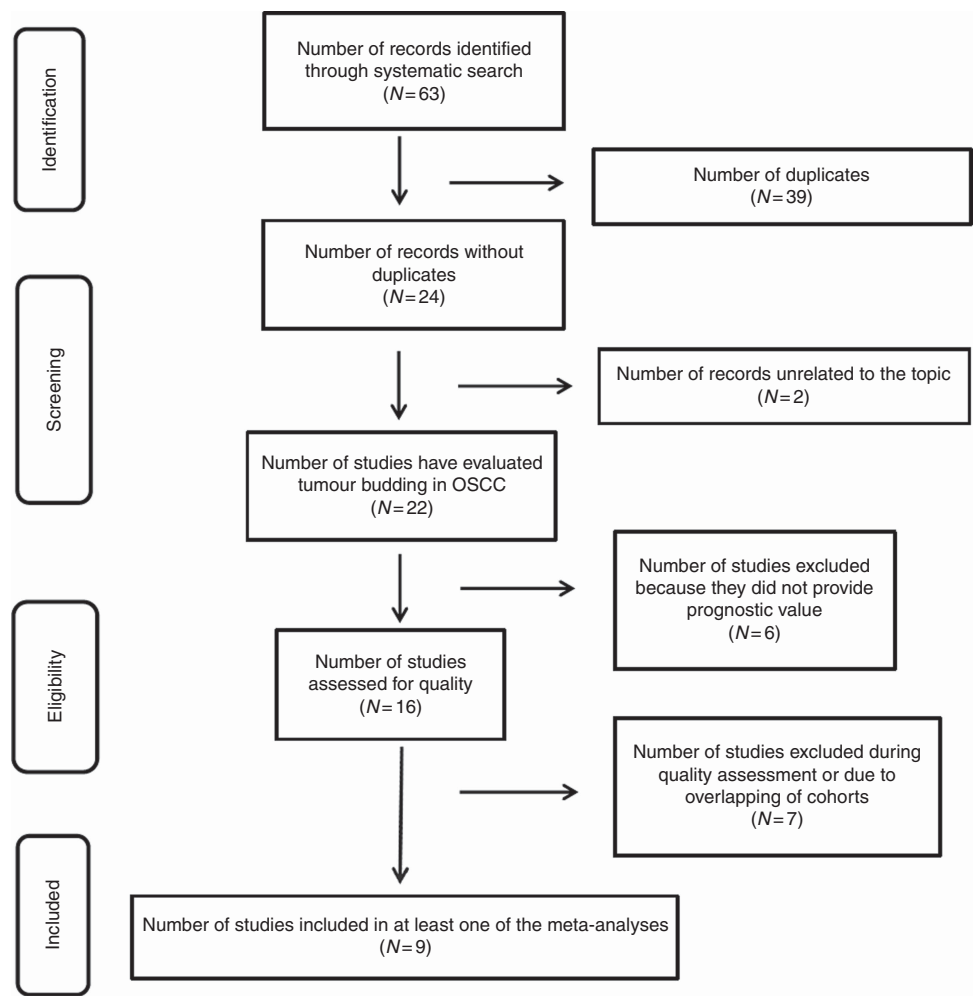 Identification
Number of records identified
through systematic search
(N=63)
Number of duplicates
(N=39)
Screening
Number of records without
duplicates
(N=24)
Number of records unrelated to the topic
(N=2)
Number of studies have evaluated
tumour budding in OSCC
(N=22)
Eligibility
Number of studies excluded
because they did not provide
prognostic value
(N=6)
Number of studies
assessed for quality
(N=16)
Number of studies excluded during
quality assessment or due to
overlapping of cohorts
(N=7)
Included
Number of studies included in at least one of the meta-analyses
(N=9)